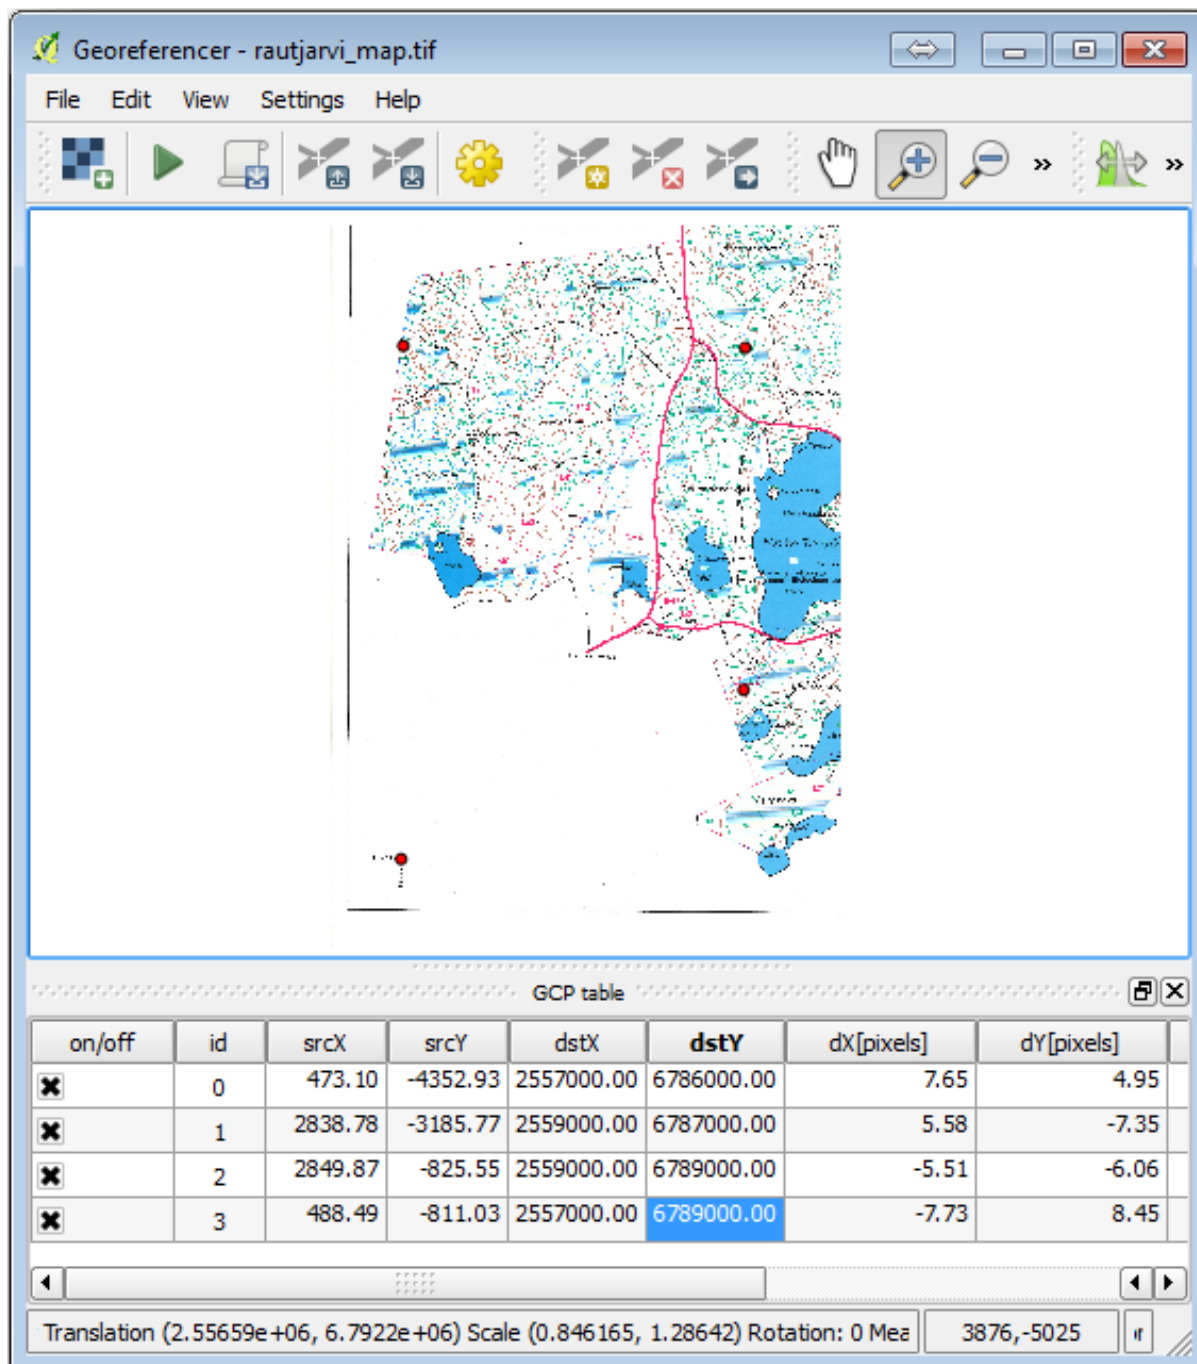 Georeferencer - rautjarvi_map.tif
File Edit View Settings Help
» »
GCP table
on/off id srcX srcY dstX dstY dX[pixels] dY[pixels]
0 473.10 -4352.93 2557000.00 6786000.00 7.65 4.95
1 2838.78 -3185.77 2559000.00 6787000.00 5.58 -7.35
2 2849.87 -825.55 2559000.00 6789000.00 -5.51 -6.06
3 488.49 -811.03 2557000.00 6789000.00 -7.73 8.45
Translation (2.55659e+06, 6.7922e+06) Scale (0.846165, 1.28642) Rotation: 0 Mea 3876,-5025